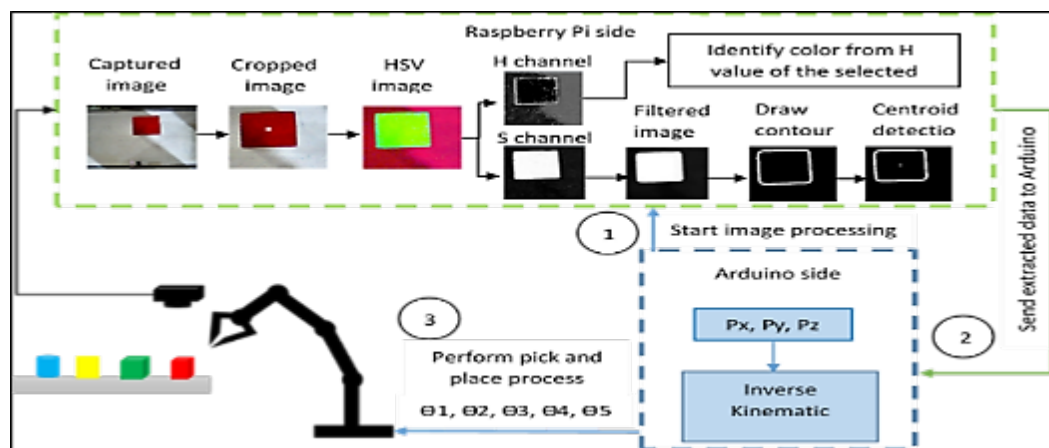 Raspberry Pi side
Captured
image
Cropped
image
HSV
image
H channel
S channel
Identify color from H
value of the selected
Filtered
image
Draw
contour
Centroid
detectio
Send extracted data to Arduino
1
Start image processing
Arduino side
Px, Py, Pz
Inverse
Kinematic
2
3
Perform pick and
place process
Θ1, Θ2, Θ3, Θ4, Θ5